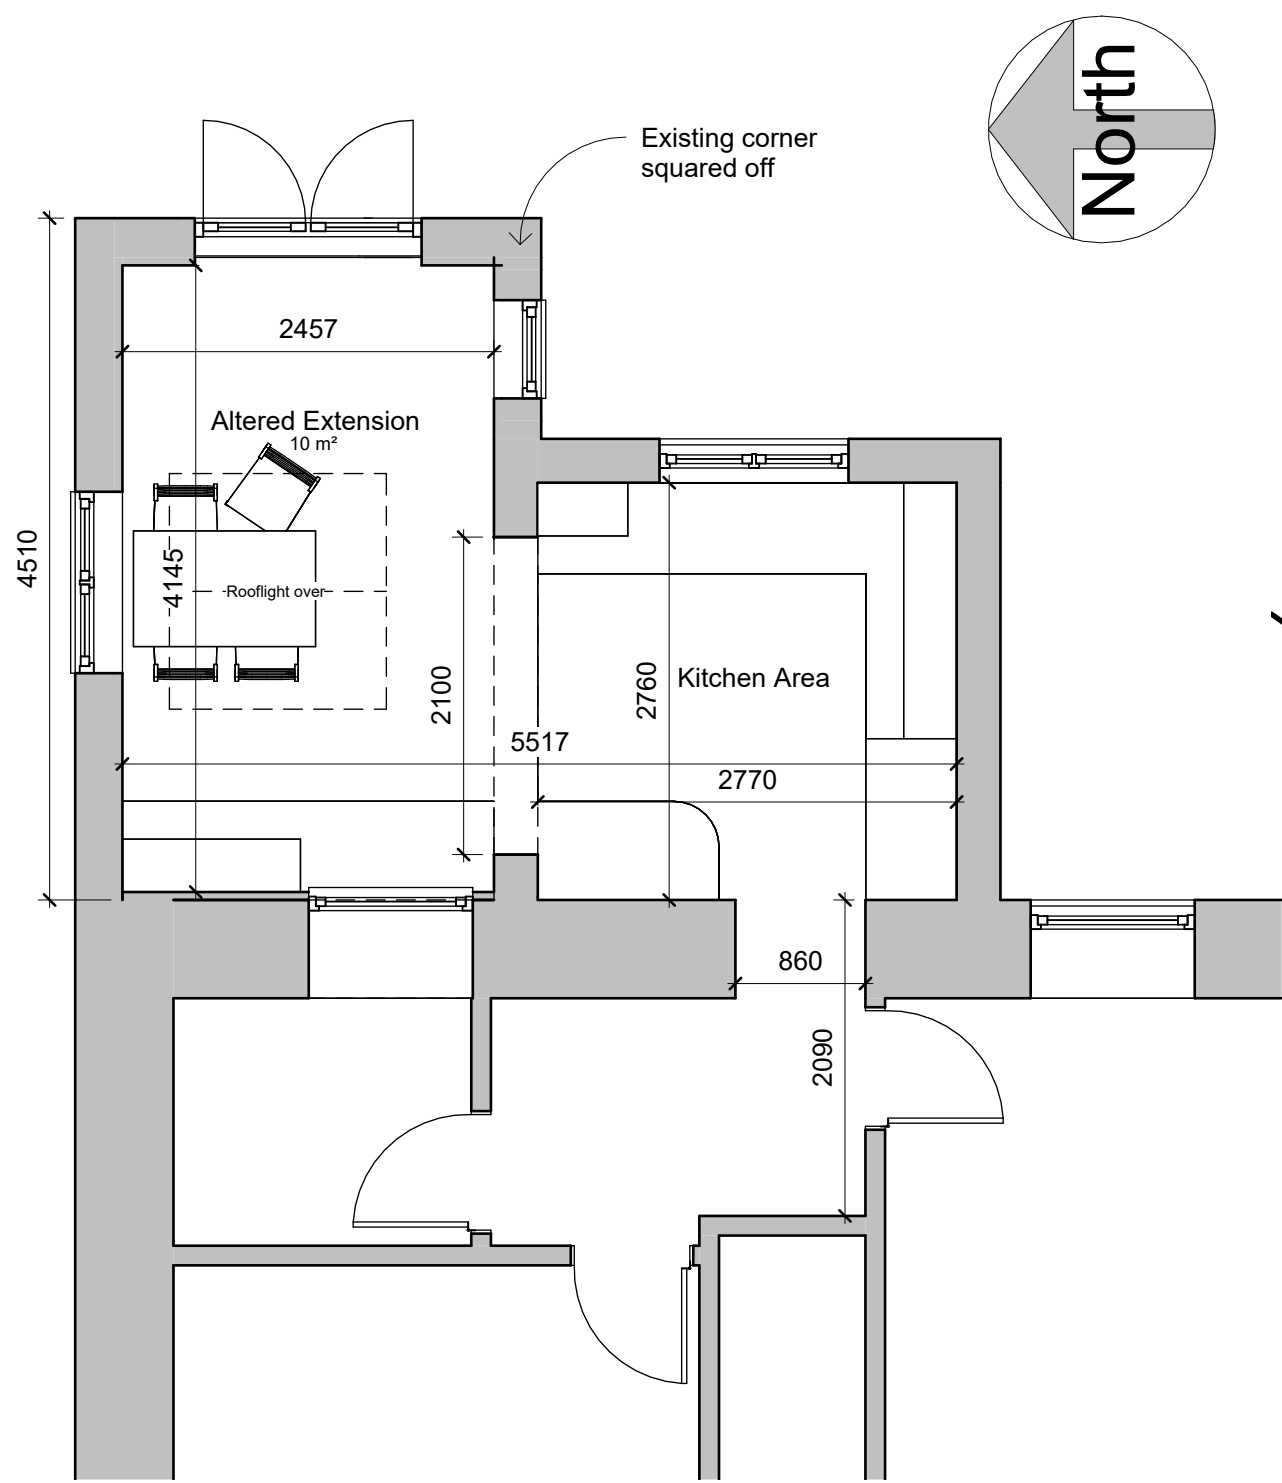 North
Existing corner
squared off
2457
Altered Extension
10 m²
4510
4145
Rooflight over
2100
2760
Kitchen Area
5517
2770
860
2090